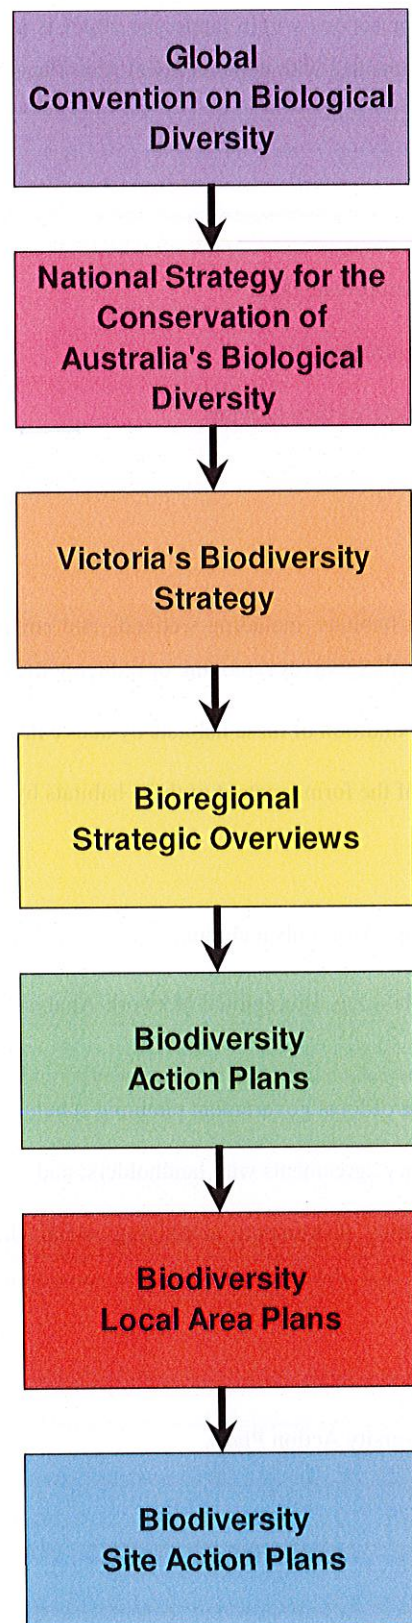 Global
Convention on Biological
Diversity
National Strategy for the
Conservation of
Australia's Biological
Diversity
Victoria's Biodiversity
Strategy
Bioregional
Strategic Overviews
Biodiversity
Action Plans
Biodiversity
Local Area Plans
Biodiversity
Site Action Plans